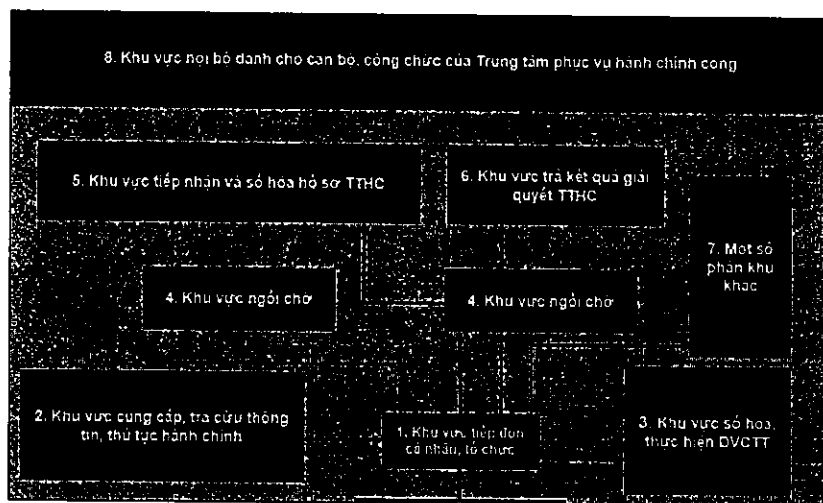 8. Khu vực nội bộ dành cho cán bộ, công chức của Trung tâm phục vụ hành chính công
5. Khu vực tiếp nhận và số hóa hồ sơ TTHC
6. Khu vực trả kết quả giải
quyết TTHC
7. Một số
phân khu
khác
4. Khu vực ngồi chờ
4. Khu vực ngồi chờ
2. Khu vực cung cấp, tra cứu thông
tin, thủ tục hành chính
1. Khu vực tiếp đón
cá nhân, tổ chức
3. Khu vực số hóa,
thực hiện DVCTT